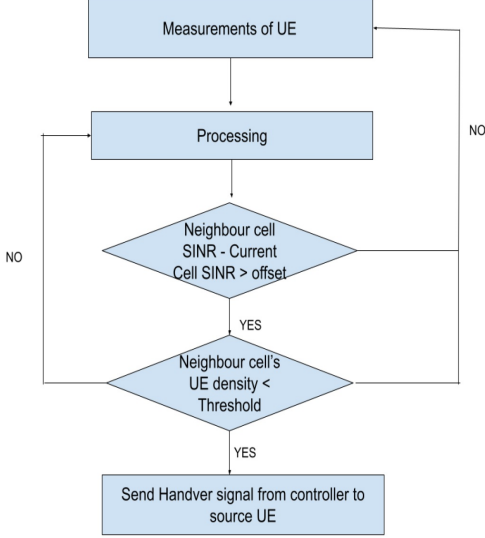 Measurements of UE
NO
Processing
Neighbour cell
SINR - Current
Cell SINR > offset
NO
YES
Neighbour cell's
UE density <
Threshold
YES
Send Handver signal from controller to
source UE